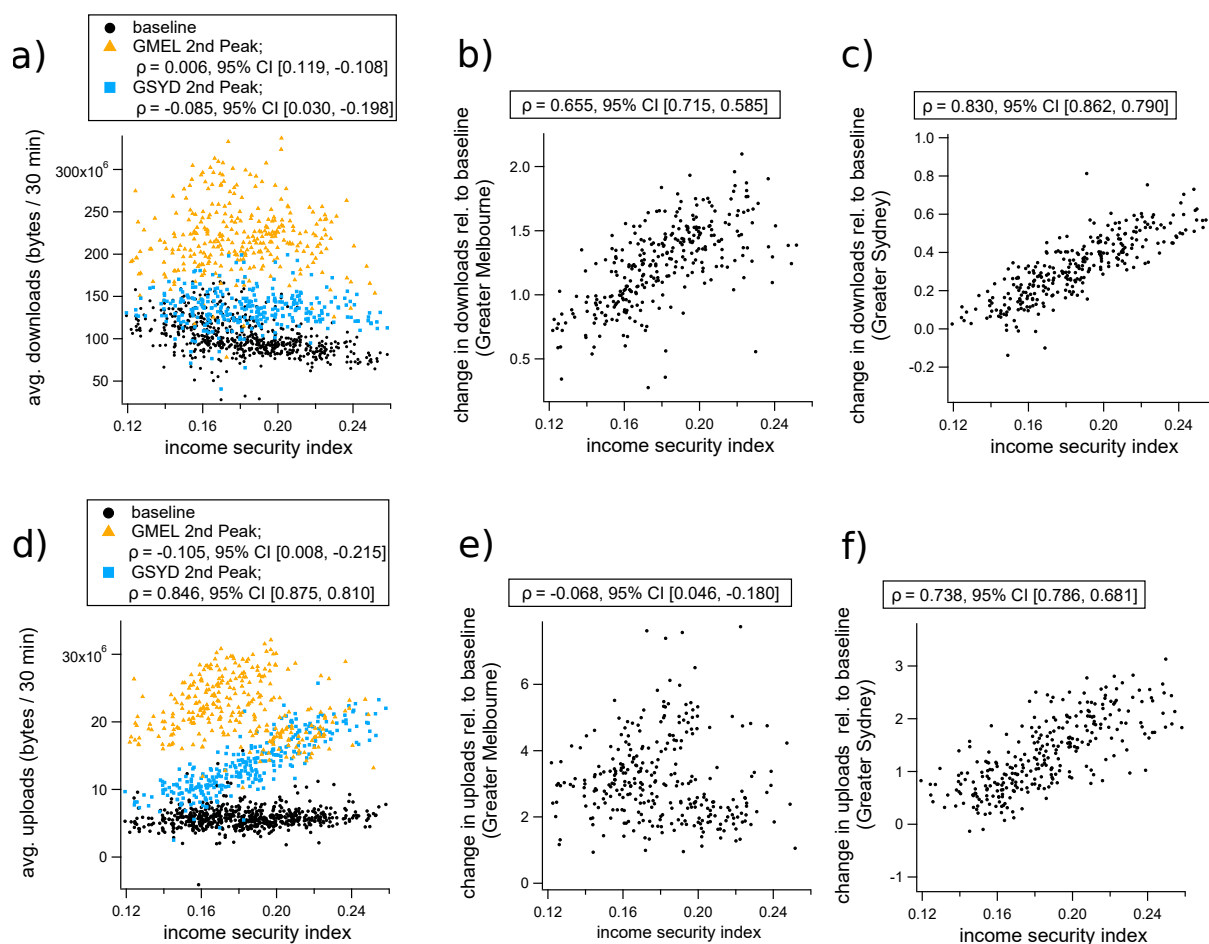 a)
baseline
GMEL 2nd Peak;
ρ = 0.006, 95% CI [0.119, -0.108]
GSYD 2nd Peak;
ρ = -0.085, 95% CI [0.030, -0.198]
avg. downloads (bytes / 30 min)
300x10⁶
250
200
150
100
50
0.12 0.16 0.20 0.24
income security index
b)
ρ = 0.655, 95% CI [0.715, 0.585]
change in downloads rel. to baseline
(Greater Melbourne)
2.0
1.5
1.0
0.5
0.12 0.16 0.20 0.24
income security index
c)
ρ = 0.830, 95% CI [0.862, 0.790]
change in downloads rel. to baseline
(Greater Sydney)
1.0
0.8
0.6
0.4
0.2
0.0
-0.2
0.12 0.16 0.20 0.24
income security index
d)
baseline
GMEL 2nd Peak;
ρ = -0.105, 95% CI [0.008, -0.215]
GSYD 2nd Peak;
ρ = 0.846, 95% CI [0.875, 0.810]
avg. uploads (bytes / 30 min)
30x10⁶
20
10
0
0.12 0.16 0.20 0.24
income security index
e)
ρ = -0.068, 95% CI [0.046, -0.180]
change in uploads rel. to baseline
(Greater Melbourne)
6
4
2
0
0.12 0.16 0.20 0.24
income security index
f)
ρ = 0.738, 95% CI [0.786, 0.681]
change in uploads rel. to baseline
(Greater Sydney)
3
2
1
0
-1
0.12 0.16 0.20 0.24
income security index